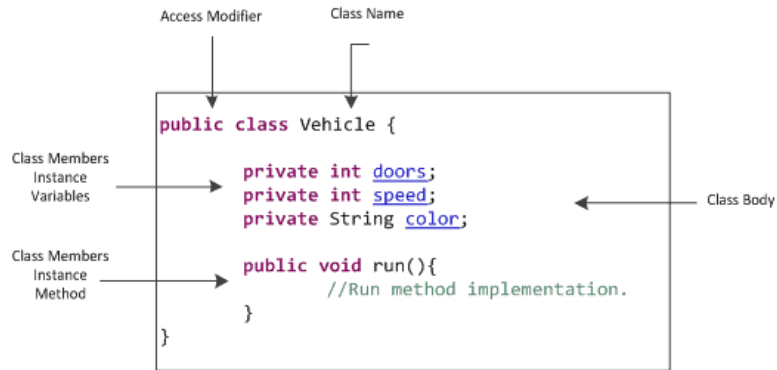 Access Modifier
Class Name
public class Vehicle {
Class Members
Instance
Variables
private int doors;
private int speed;
private String color;
Class Body
Class Members
Instance
Method
public void run(){
//Run method implementation.
}
}